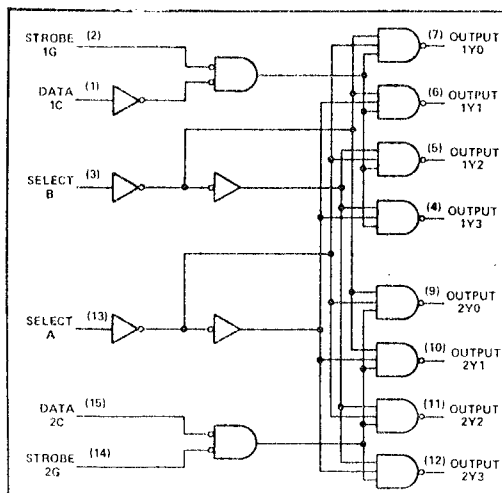 STROBE (2)
1G
DATA (1)
1C
SELECT (3)
B
SELECT (13)
A
DATA (15)
2C
STROBE (14)
2G
(7) OUTPUT
1Y0
(6) OUTPUT
1Y1
(5) OUTPUT
1Y2
(4) OUTPUT
1Y3
(9) OUTPUT
2Y0
(10) OUTPUT
2Y1
(11) OUTPUT
2Y2
(12) OUTPUT
2Y3